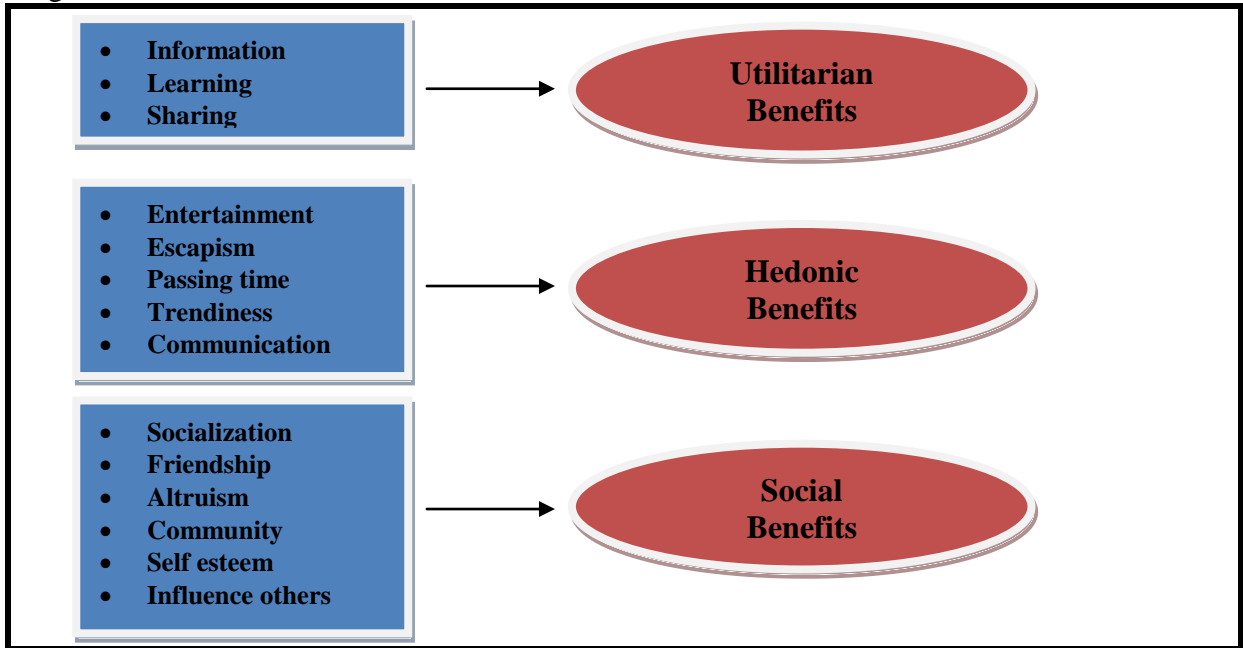 • Information
• Learning
• Sharing
Utilitarian
Benefits
• Entertainment
• Escapism
• Passing time
• Trendiness
• Communication
Hedonic
Benefits
• Socialization
• Friendship
• Altruism
• Community
• Self esteem
• Influence others
Social
Benefits